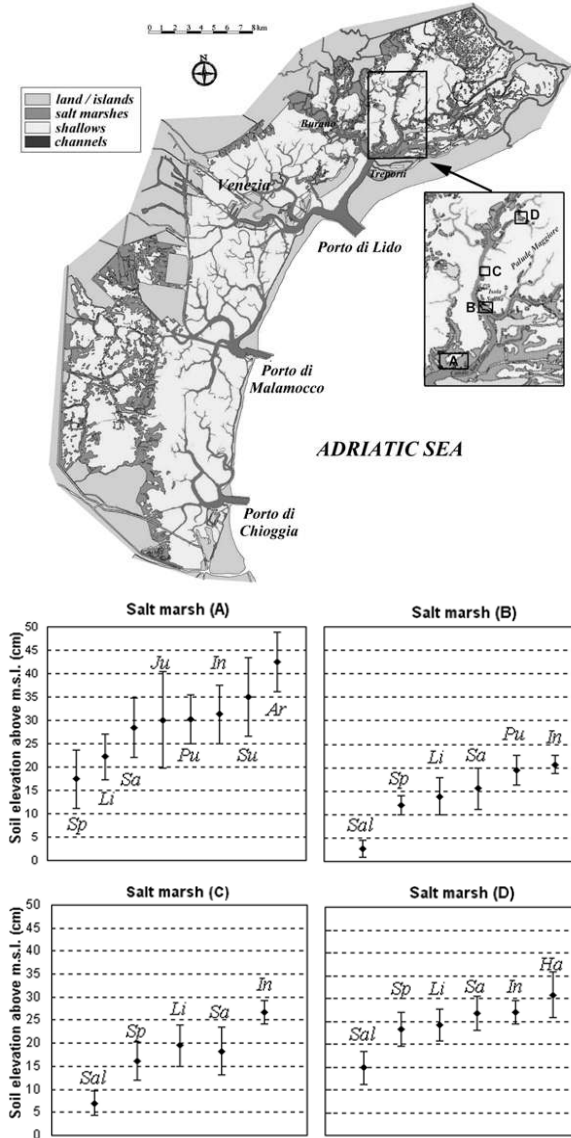 0 1 2 3 4 5 6 7 8km
N
land / islands
salt marshes
shallows
channels
Burano
Treporti
Venezia
Porto di Lido
D
Palude Maggiore
C
B
A
Porto di
Malamocco
ADRIATIC SEA
Porto di
Chioggia
Salt marsh (A)
Soil elevation above m.s.l. (cm)
50
45
40
35
30
25
20
15
10
5
0
Sp
Li
Sa
Ju
Pu
In
Su
Ar
Salt marsh (B)
Sal
Sp
Li
Sa
Pu
In
Salt marsh (C)
Soil elevation above m.s.l. (cm)
50
45
40
35
30
25
20
15
10
5
0
Sal
Sp
Li
Sa
In
Salt marsh (D)
Sal
Sp
Li
Sa
In
Ha